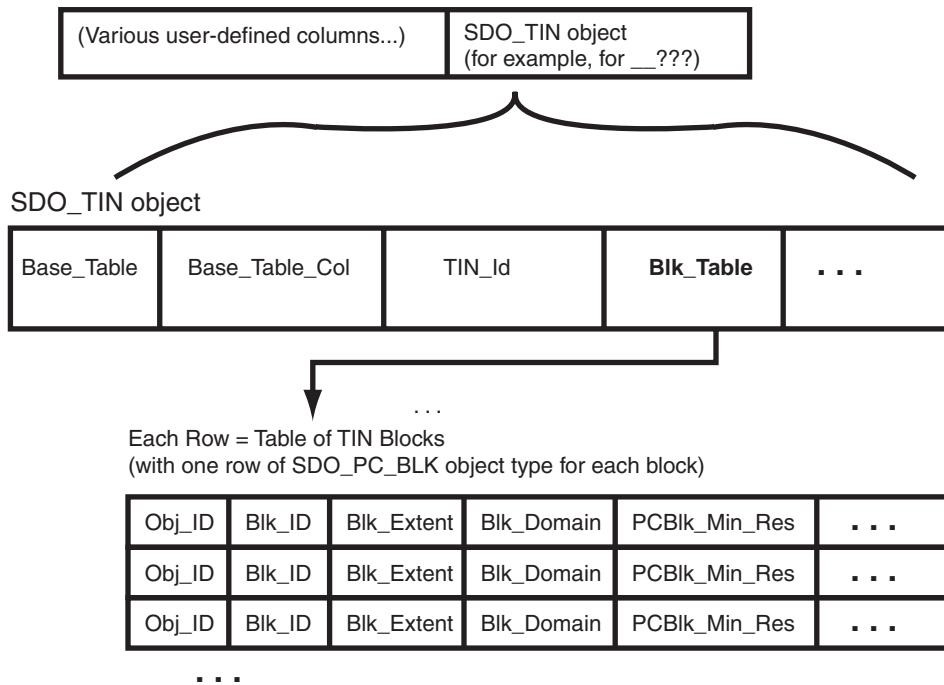 (Various user-defined columns...)
SDO_TIN object
(for example, for __???)
SDO_TIN object
Base_Table Base_Table_Col TIN_Id Blk_Table . . .
. . .
Each Row = Table of TIN Blocks
(with one row of SDO_PC_BLK object type for each block)
Obj_ID Blk_ID Blk_Extent Blk_Domain PCBlk_Min_Res . . .
Obj_ID Blk_ID Blk_Extent Blk_Domain PCBlk_Min_Res . . .
Obj_ID Blk_ID Blk_Extent Blk_Domain PCBlk_Min_Res . . .
. . .